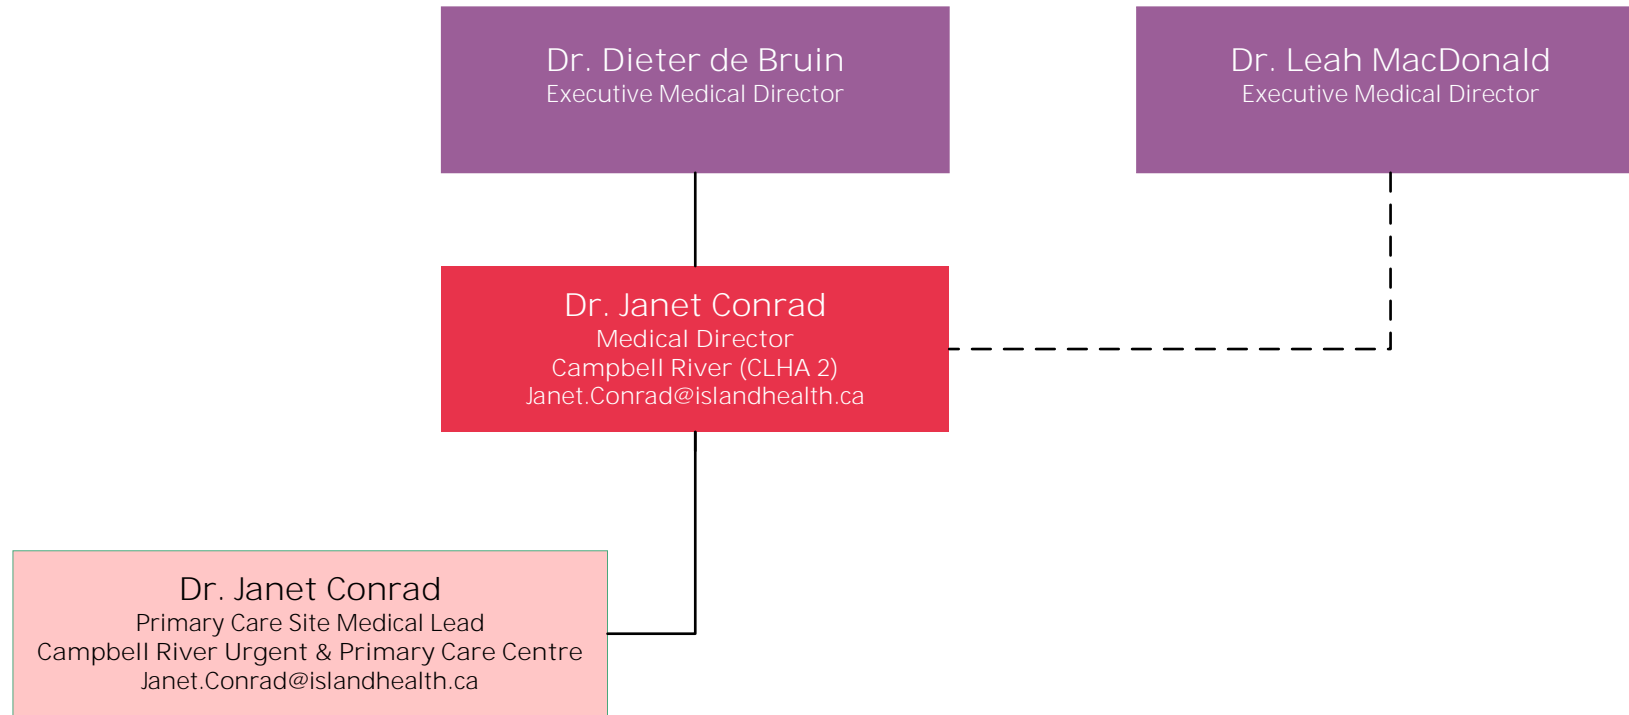 Dr. Dieter de Bruin
Executive Medical Director
Dr. Leah MacDonald
Executive Medical Director
Dr. Janet Conrad
Medical Director
Campbell River (CLHA 2)
Janet.Conrad@islandhealth.ca
Dr. Janet Conrad
Primary Care Site Medical Lead
Campbell River Urgent & Primary Care Centre
Janet.Conrad@islandhealth.ca